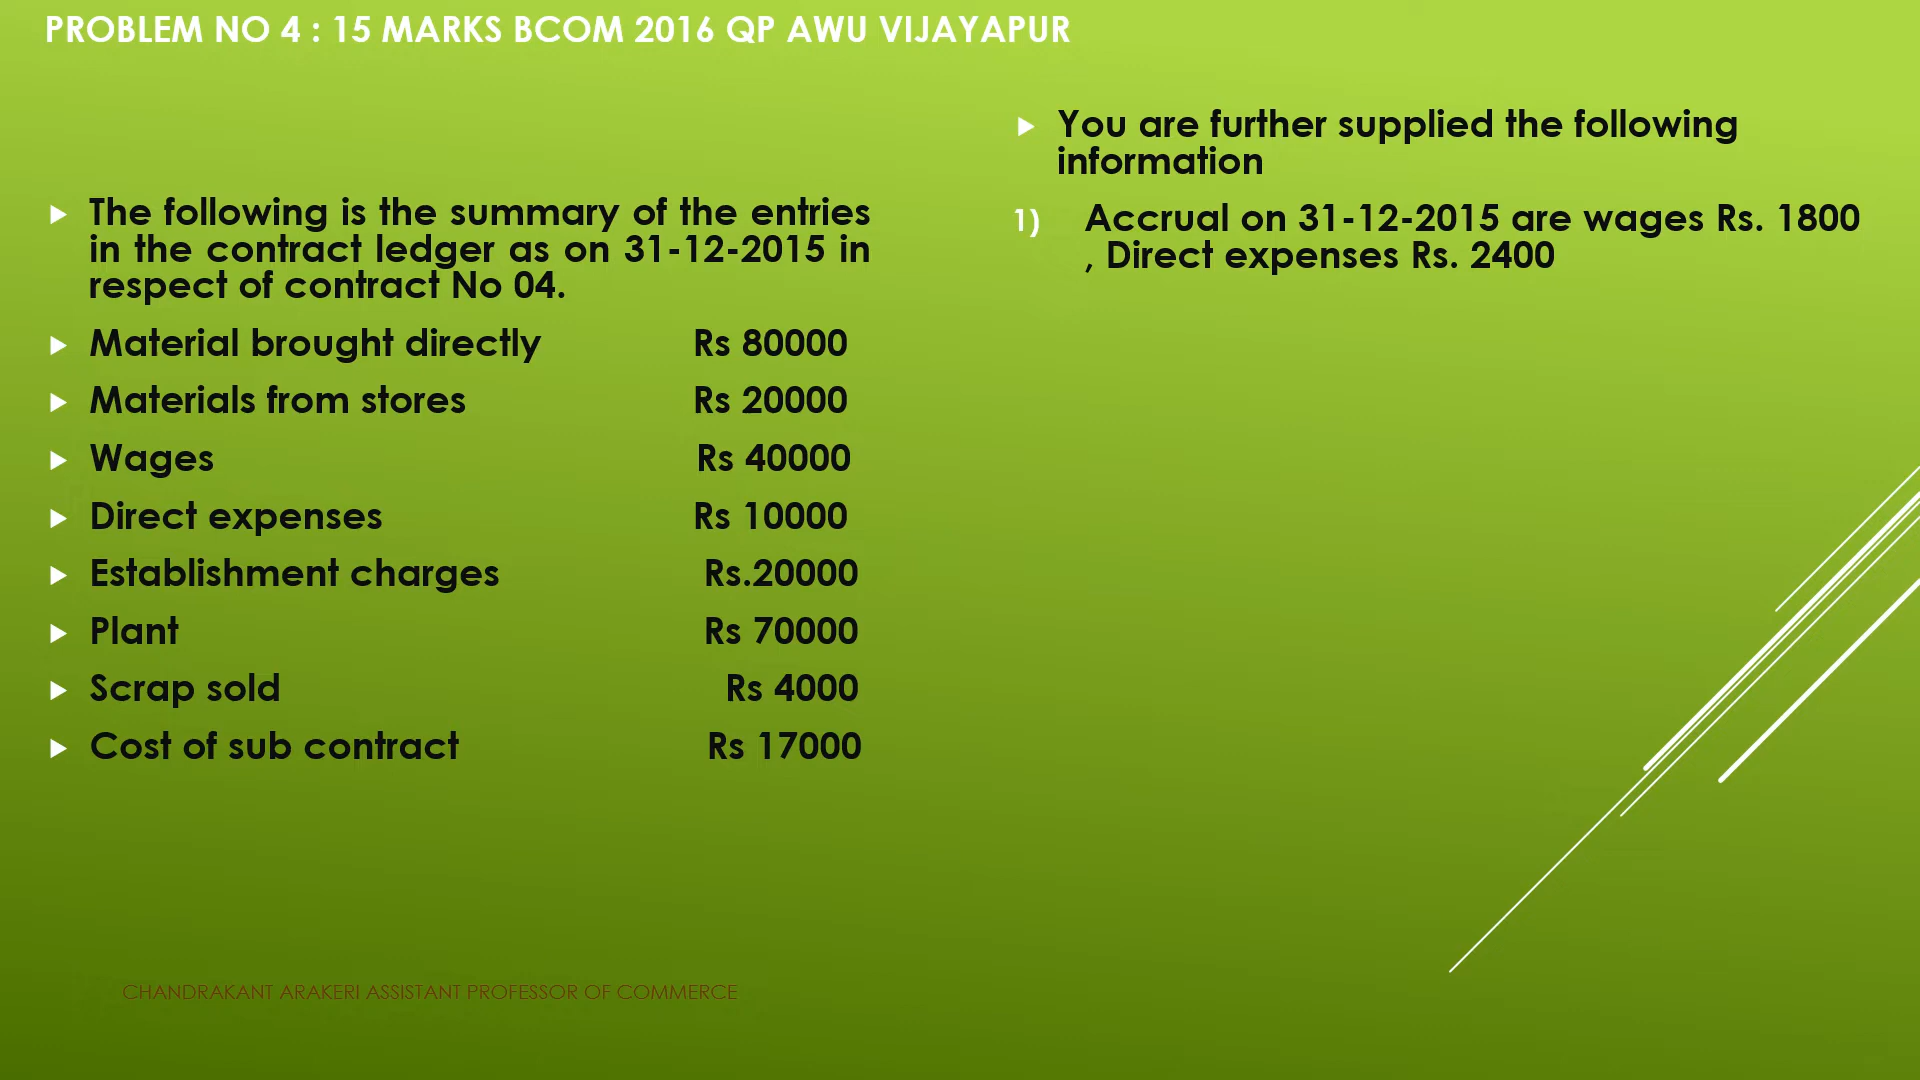 PROBLEM NO 4 : 15 MARKS BCOM 2016 QP AWU VIJAYAPUR
The following is the summary of the entries
in the contract ledger as on 31-12-2015 in
respect of contract No 04.
Material brought directly Rs 80000
Materials from stores Rs 20000
Wages Rs 40000
Direct expenses Rs 10000
Establishment charges Rs.20000
Plant Rs 70000
Scrap sold Rs 4000
Cost of sub contract Rs 17000
You are further supplied the following
information
1) Accrual on 31-12-2015 are wages Rs. 1800
, Direct expenses Rs. 2400
CHANDRAKANT ARAKERI ASSISTANT PROFESSOR OF COMMERCE